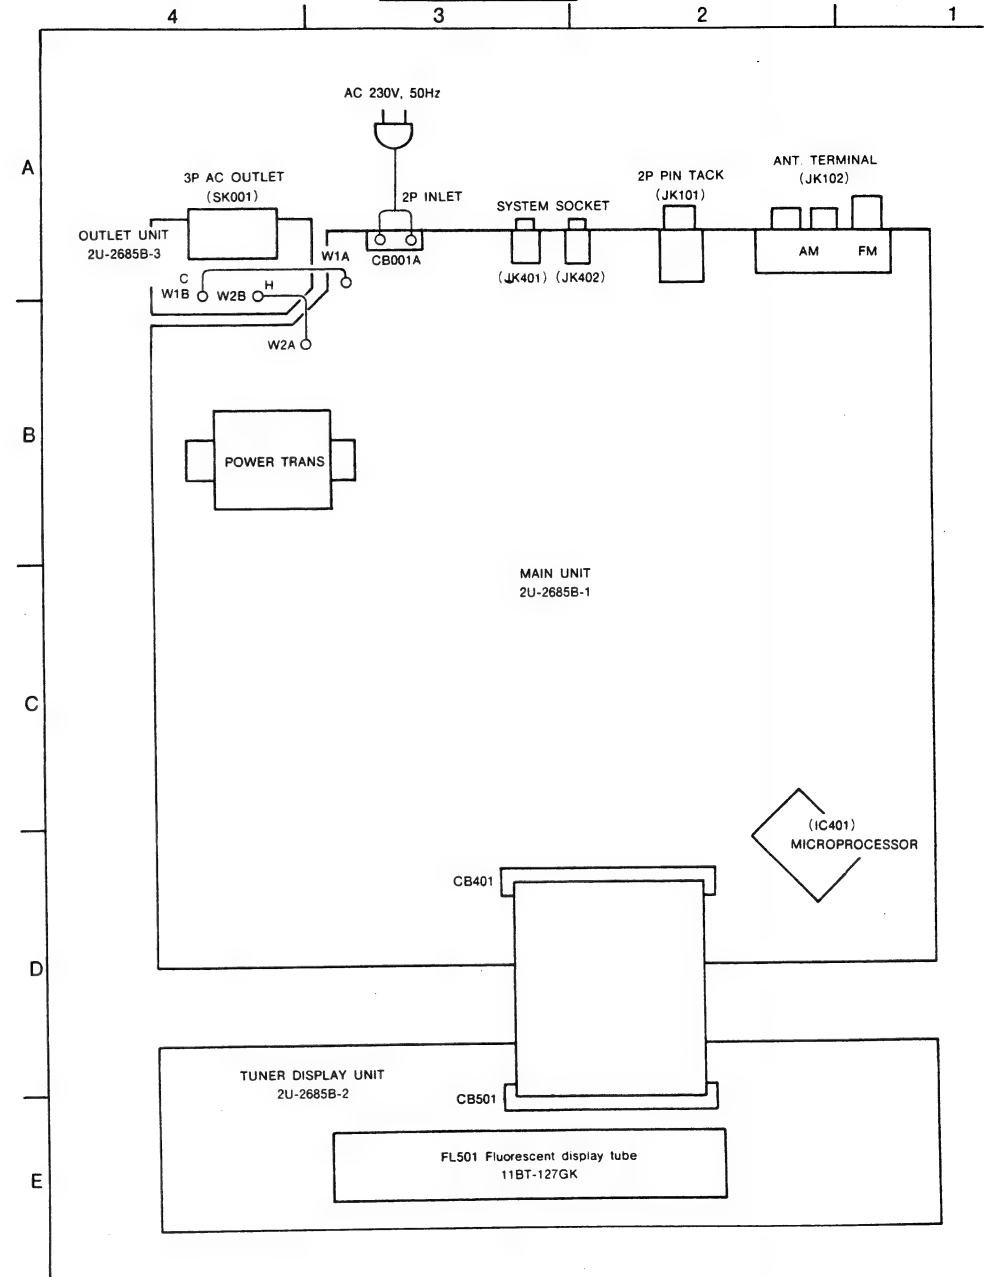 4 3 2 1
AC 230V, 50Hz
A
3P AC OUTLET
(SK001)
2P INLET
SYSTEM SOCKET
2P PIN TACK
(JK101)
ANT. TERMINAL
(JK102)
OUTLET UNIT
2U-2685B-3
W1A
CB001A
(JK401) (JK402)
AM FM
C
W1B
W2B
H
W2A
B
POWER TRANS
MAIN UNIT
2U-2685B-1
C
(IC401)
MICROPROCESSOR
CB401
D
TUNER DISPLAY UNIT
2U-2685B-2
CB501
FL501 Fluorescent display tube
11BT-127GK
E